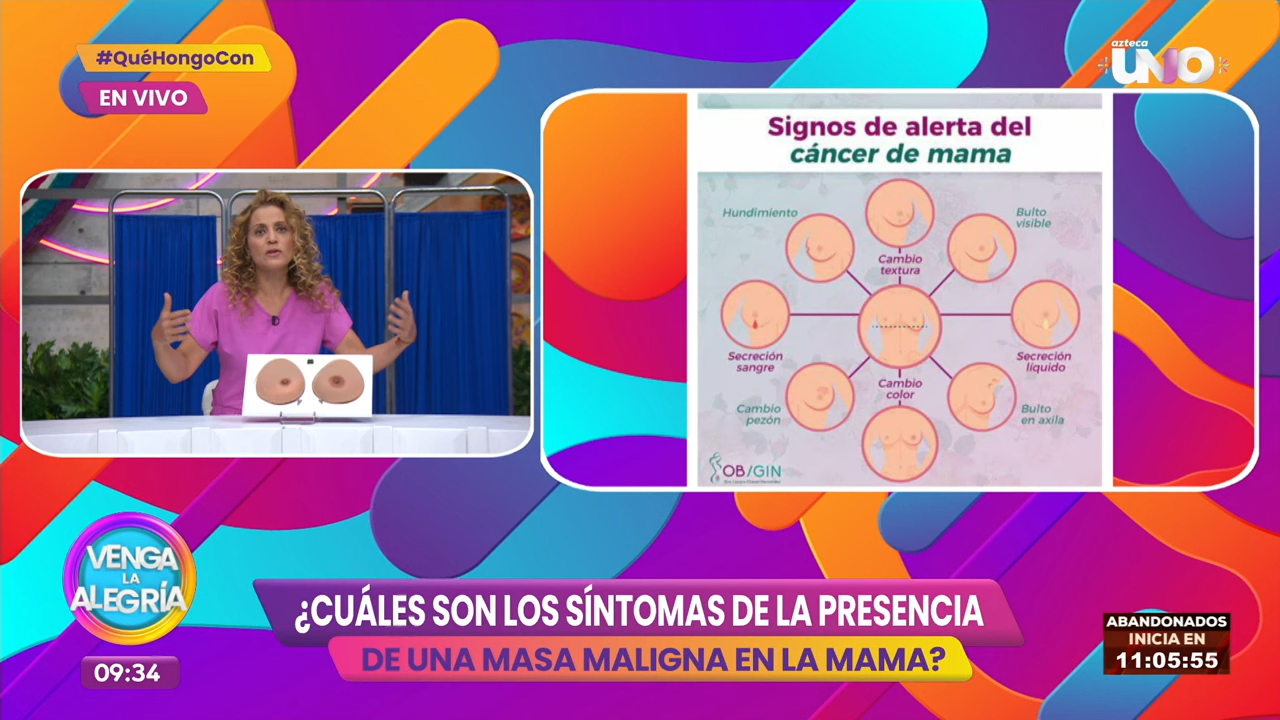 #QuéHongoCon
EN VIVO
azteca
UNO
Signos de alerta del
cáncer de mama
Hundimiento
Bulto
visible
Cambio
textura
Secreción
sangre
Secreción
líquido
Cambio
color
Cambio
pezón
Bulto
en axila
OB/GIN
VENGA
LA
ALEGRÍA
09:34
¿CUÁLES SON LOS SÍNTOMAS DE LA PRESENCIA
DE UNA MASA MALIGNA EN LA MAMA?
ABANDONADOS
INICIA EN
11:05:55